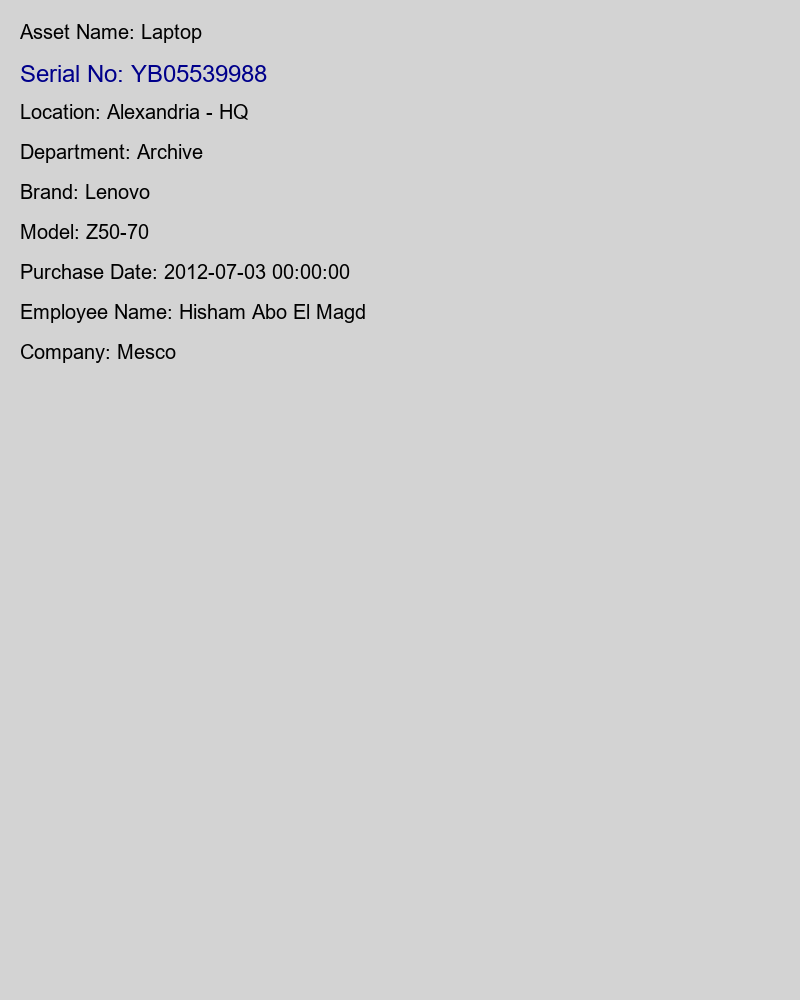 Asset Name: Laptop
Serial No: YB05539988
Location: Alexandria - HQ
Department: Archive
Brand: Lenovo
Model: Z50-70
Purchase Date: 2012-07-03 00:00:00
Employee Name: Hisham Abo El Magd
Company: Mesco